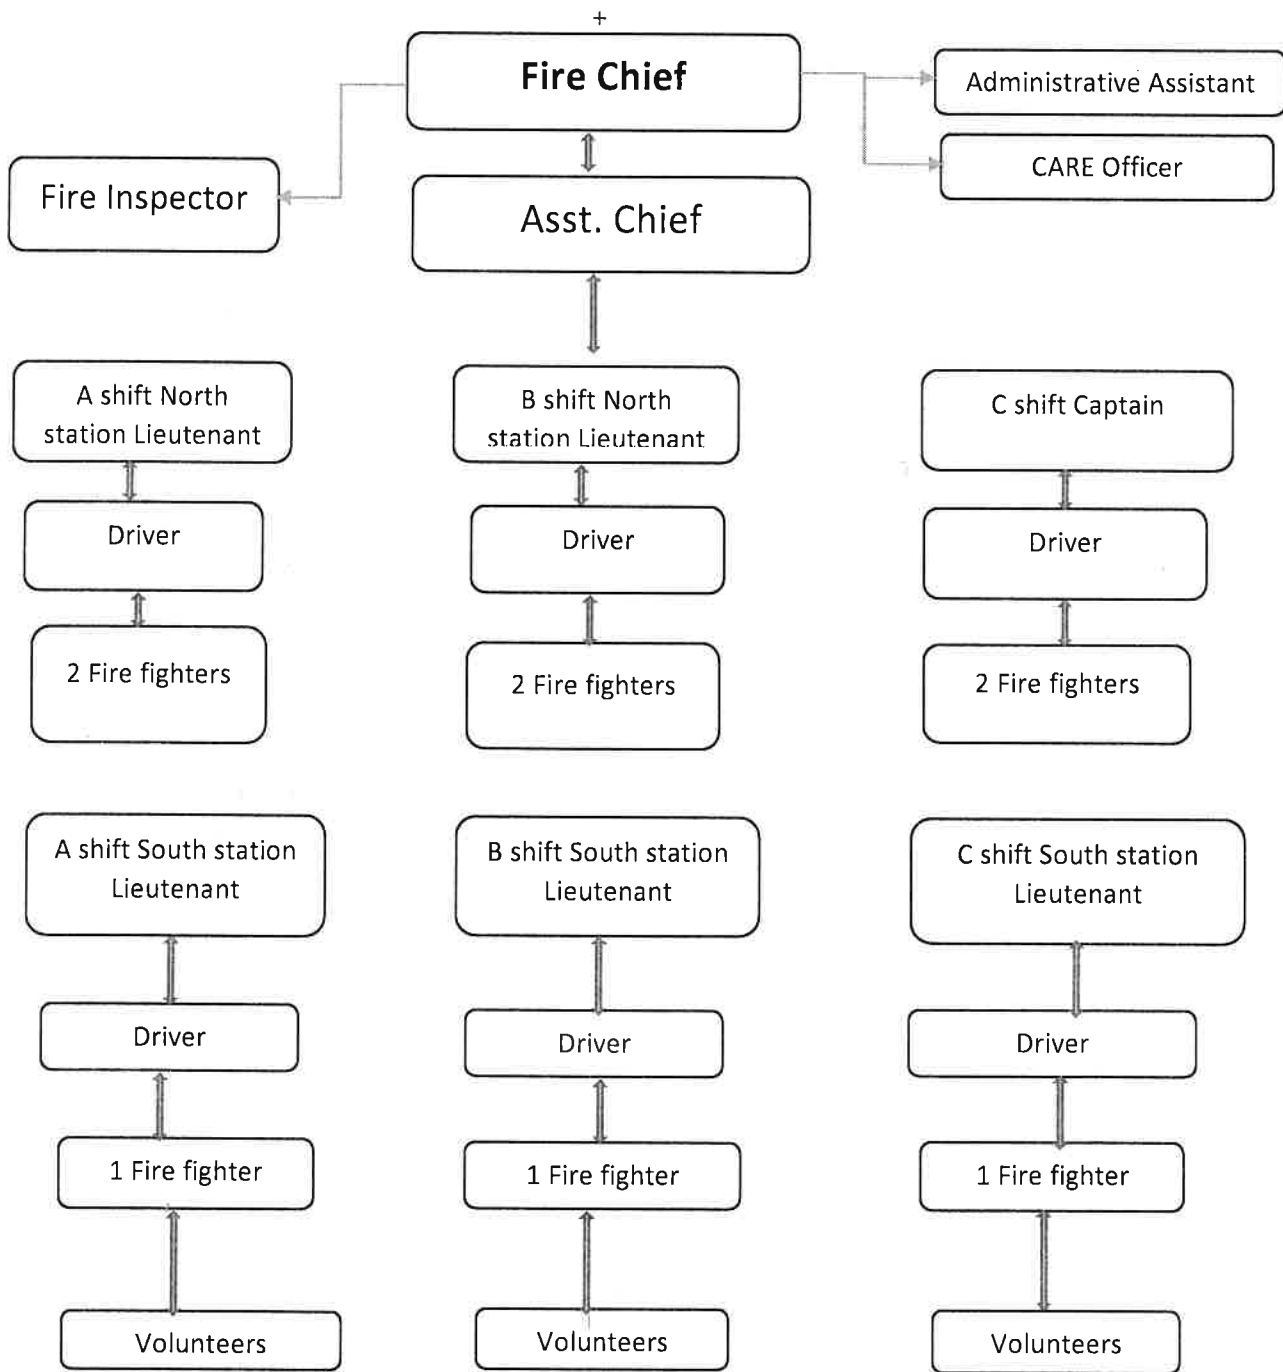 +
Fire Chief
Administrative Assistant
CARE Officer
Fire Inspector
Asst. Chief
A shift North
station Lieutenant
B shift North
station Lieutenant
C shift Captain
Driver
Driver
Driver
2 Fire fighters
2 Fire fighters
2 Fire fighters
A shift South station
Lieutenant
B shift South station
Lieutenant
C shift South station
Lieutenant
Driver
Driver
Driver
1 Fire fighter
1 Fire fighter
1 Fire fighter
Volunteers
Volunteers
Volunteers